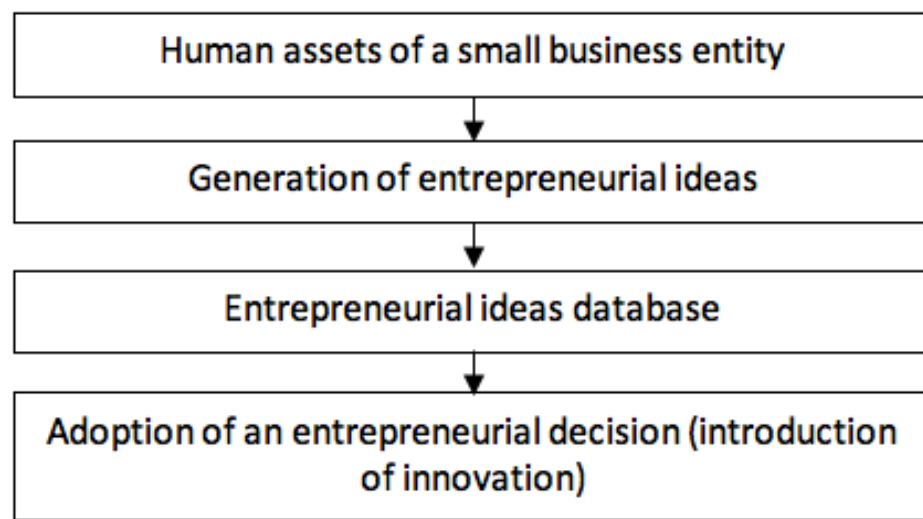 Human assets of a small business entity
Generation of entrepreneurial ideas
Entrepreneurial ideas database
Adoption of an entrepreneurial decision (introduction
of innovation)